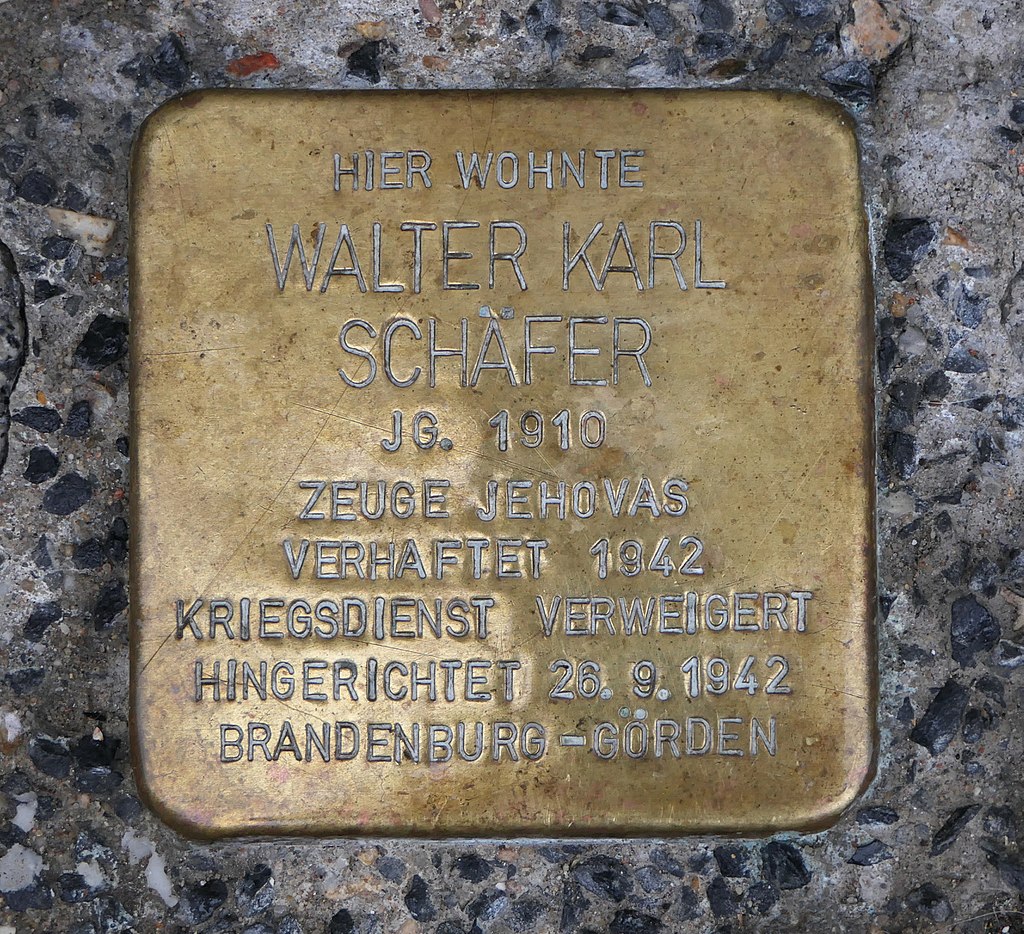 HIER WOHNTE
WALTER KARL
SCHÄFER
JG. 1910
ZEUGE JEHOVAS
VERHAFTET 1942
KRIEGSDIENST VERWEIGERT
HINGERICHTET 26.9.1942
BRANDENBURG-GÖRDEN